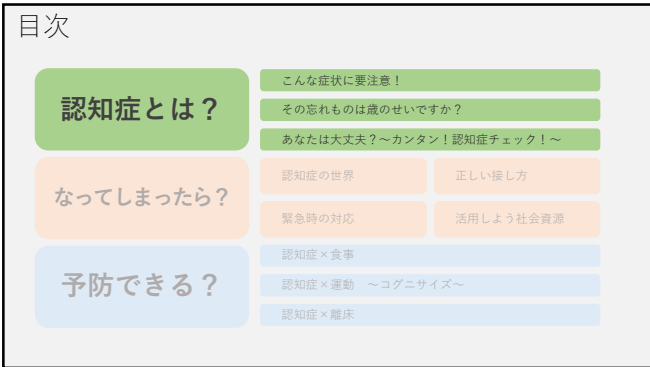 目次
認知症とは？
こんな症状に要注意！
その忘れものは歳のせいですか？
あなたは大丈夫？～カンタン！認知症チェック！～
なってしまったら？
認知症の世界
正しい接し方
緊急時の対応
活用しよう社会資源
予防できる？
認知症×食事
認知症×運動　～コグニサイズ～
認知症×離床